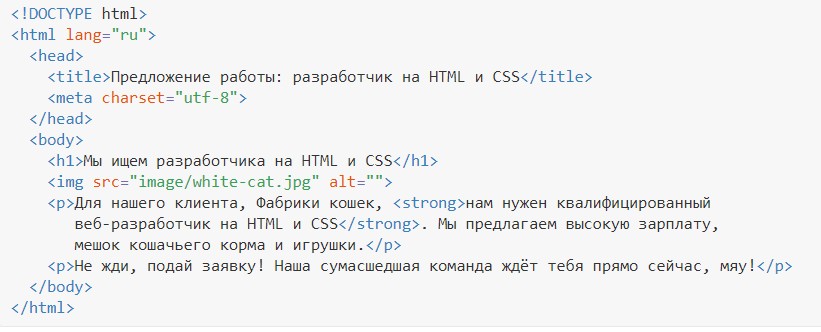 <!DOCTYPE html>
<html lang="ru">
  <head>
    <title>Предложение работы: разработчик на HTML и CSS</title>
    <meta charset="utf-8">
  </head>
  <body>
    <h1>Мы ищем разработчика на HTML и CSS</h1>
    <img src="image/white-cat.jpg" alt="">
    <p>Для нашего клиента, Фабрики кошек, <strong>нам нужен квалифицированный
       веб-разработчик на HTML и CSS</strong>. Мы предлагаем высокую зарплату,
       мешок кошачьего корма и игрушки.</p>
    <p>Не жди, подай заявку! Наша сумасшедшая команда ждёт тебя прямо сейчас, мяу!</p>
  </body>
</html>